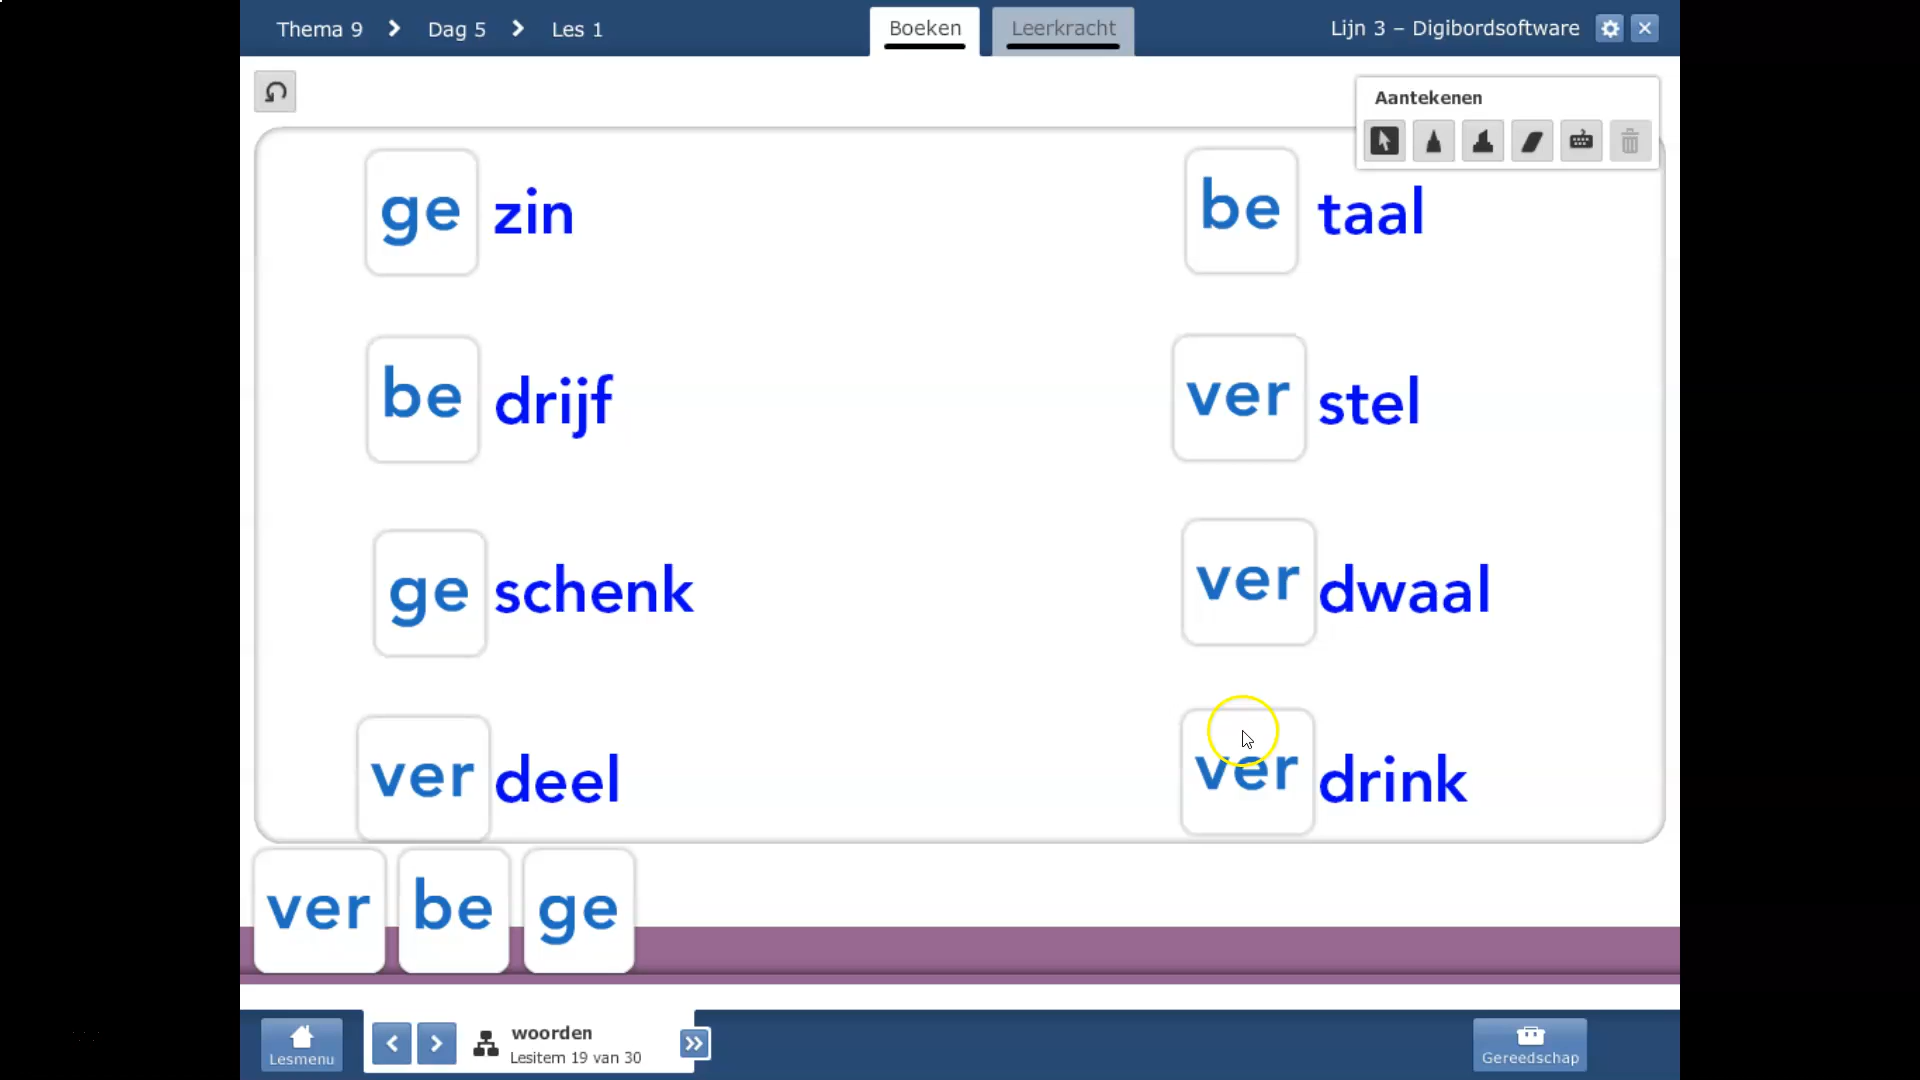 Thema 9 Dag 5 Les 1 Boeken Leerkracht Lijn 3 – Digibordsoftware
Aantekenen
ge zin be taal
be drijf ver stel
ge schenk ver dwaal
ver deel ver drink
ver be ge
Lesmenu woorden Gereedschap
Lesitem 19 van 30